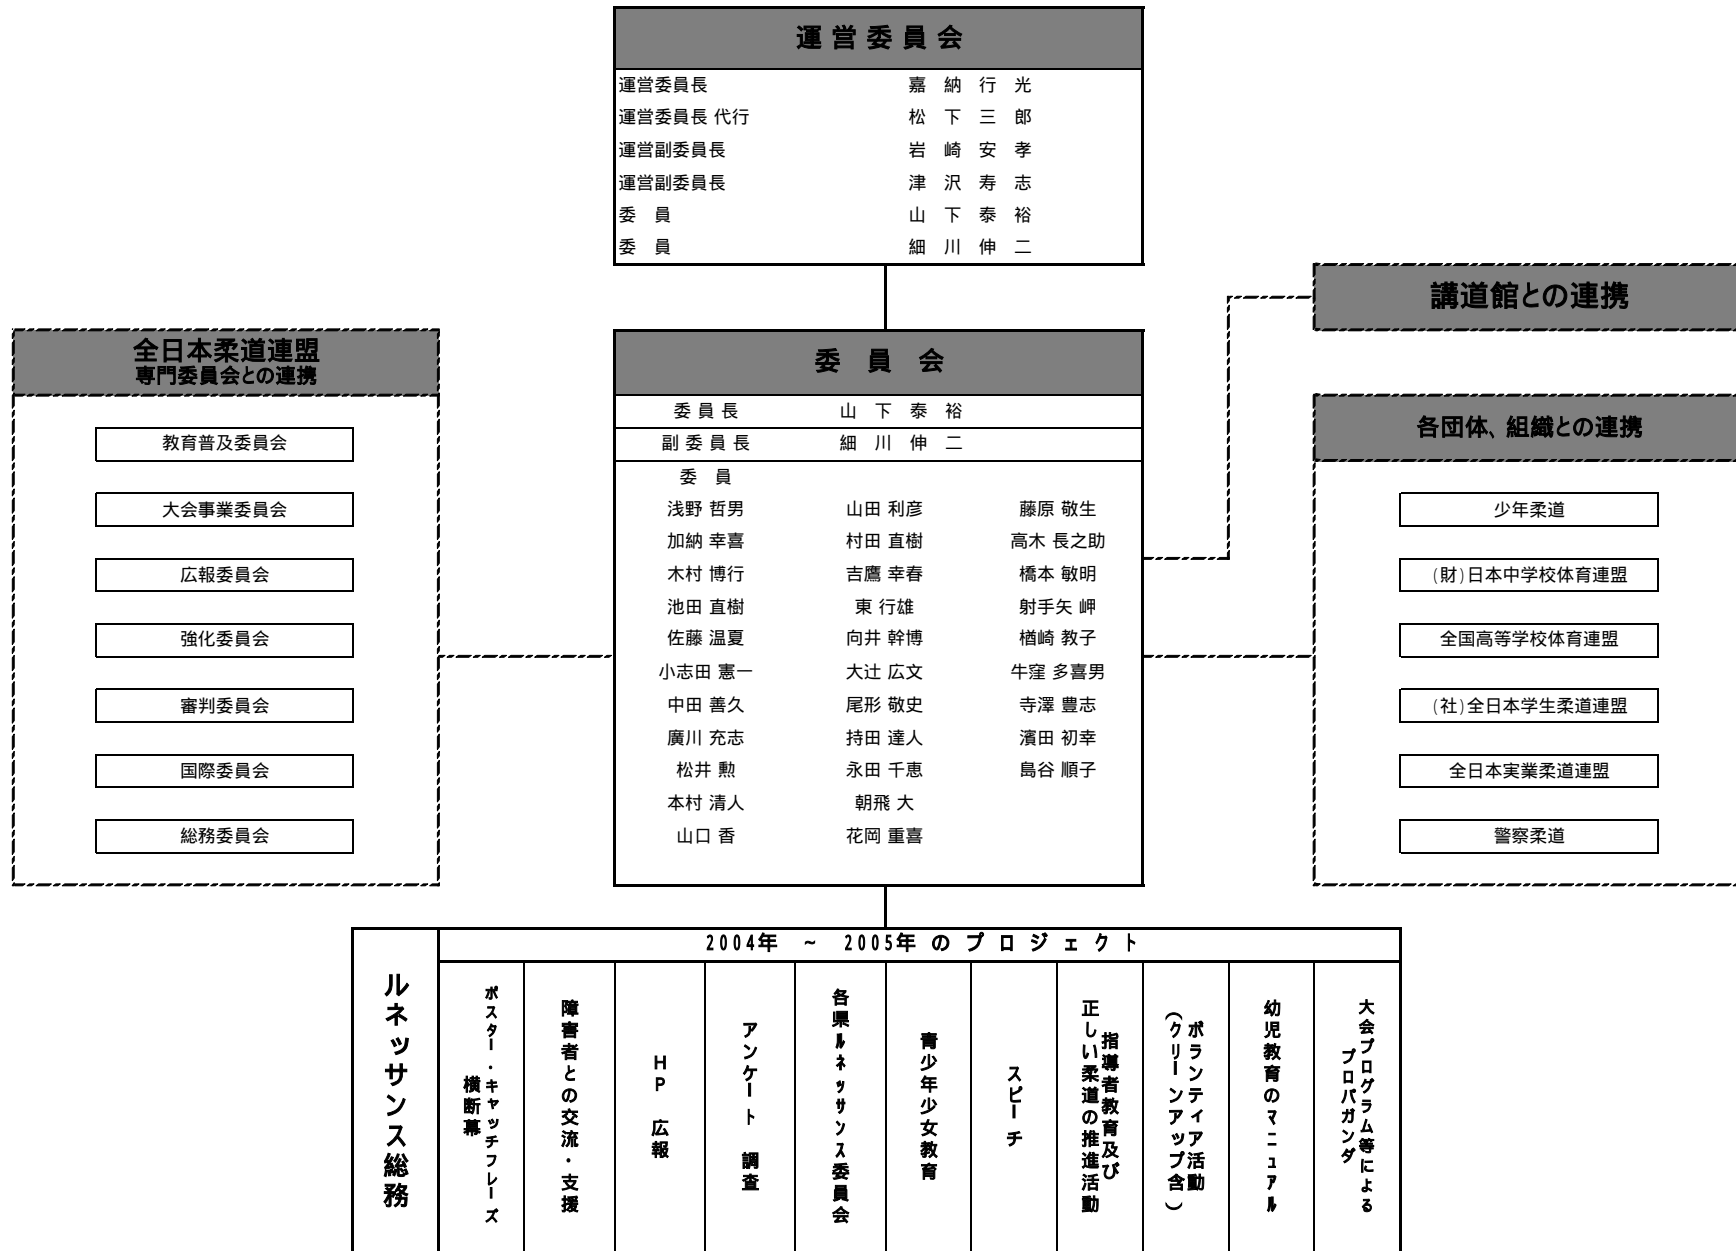 運営委員会
運営委員長 嘉納行光
運営委員長 代行 松下三郎
運営副委員長 岩崎安孝
運営副委員長 津沢寿志
委 員 山下泰裕
委 員 細川伸二
講道館との連携
全日本柔道連盟
専門委員会との連携
教育普及委員会
大会事業委員会
広報委員会
強化委員会
審判委員会
国際委員会
総務委員会
委員会
委員長 山下泰裕
副委員長 細川伸二
委 員
浅野 哲男 山田 利彦 藤原 敬生
加納 幸喜 村田 直樹 高木 長之助
木村 博行 吉鷹 幸春 橋本 敏明
池田 直樹 東 行雄 射手矢 岬
佐藤 温夏 向井 幹博 楢崎 教子
小志田 憲一 大辻 広文 牛窪 多喜男
中田 善久 尾形 敬史 寺澤 豊志
廣川 充志 持田 達人 濱田 初幸
松井 勲 永田 千恵 島谷 順子
本村 清人 朝飛 大
山口 香 花岡 重喜
各団体、組織との連携
少年柔道
(財)日本中学校体育連盟
全国高等学校体育連盟
(社)全日本学生柔道連盟
全日本実業柔道連盟
警察柔道
ルネッサンス総務
2004年 ~ 2005年のプロジェクト
ポスター・キャッチフレーズ
横断幕
障害者との交流・支援
HP 広報
アンケート 調査
各県ルネッサンス委員会
青少年少女教育
スピーチ
指導者教育及び
正しい柔道の推進活動
ボランティア活動
(クリーンアップ含)
幼児教育のマニュアル
大会プログラム等による
プロパガンダ